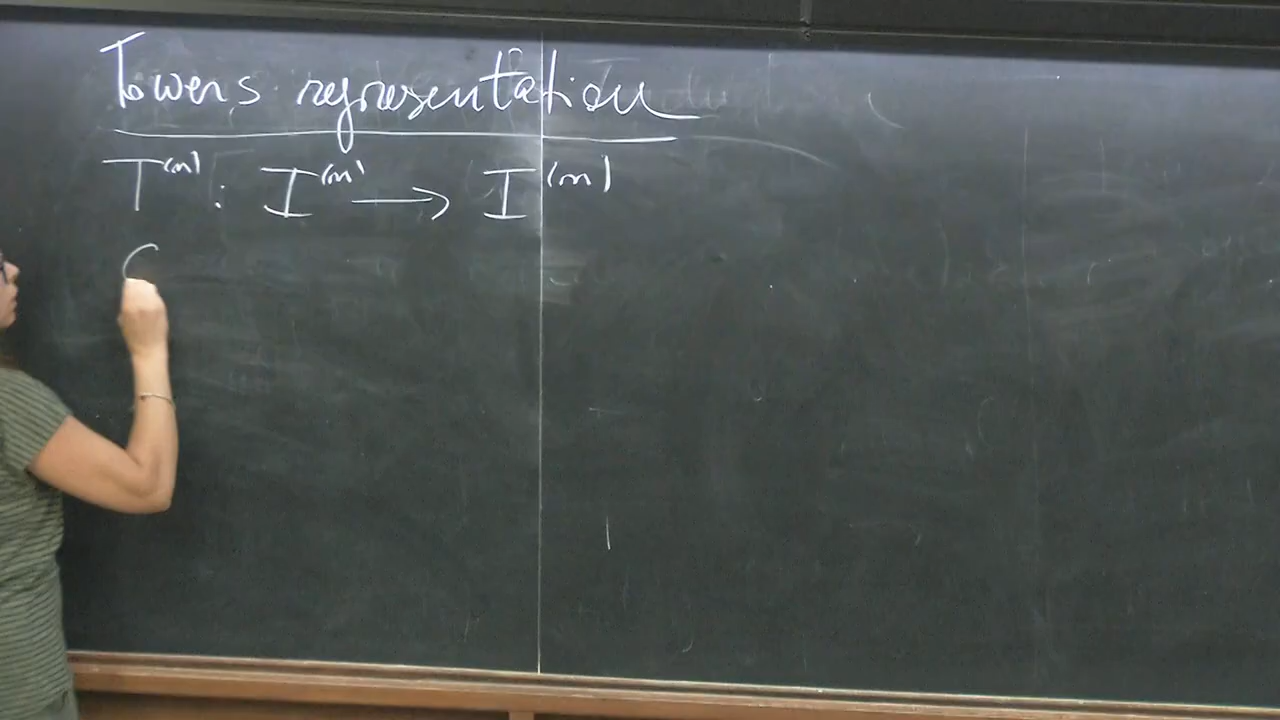 Towers representation
T⁽ⁿ⁾ : I⁽ⁿ⁾ ⟶ I⁽ⁿ⁾